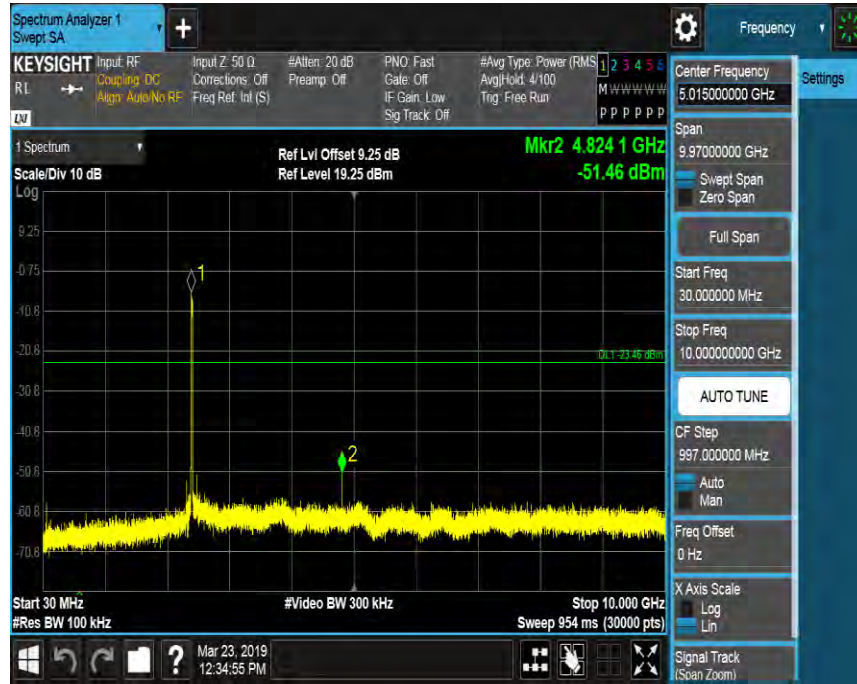 Spectrum Analyzer 1
Swept SA
+
Frequency
KEYSIGHT
RL
LXI
Input: RF
Coupling: DC
Align: Auto/No RF
Input Z: 50 Ω
Corrections: Off
Freq Ref: Int (S)
#Atten: 20 dB
Preamp: Off
PNO: Fast
Gate: Off
IF Gain: Low
Sig Track: Off
#Avg Type: Power (RMS
Avg|Hold: 4/100
Trig: Free Run
1 2 3 4 5 6
M W W W W W
P P P P P P
1 Spectrum
Scale/Div 10 dB
Ref Lvl Offset 9.25 dB
Ref Level 19.25 dBm
Mkr2 4.824 1 GHz
-51.46 dBm
Log
9.25
-0.75
-10.8
-20.8
-30.8
-40.8
-50.8
-60.8
-70.8
1
2
DL1 -23.46 dBm
Start 30 MHz
#Res BW 100 kHz
#Video BW 300 kHz
Stop 10.000 GHz
Sweep 954 ms (30000 pts)
?
Mar 23, 2019
12:34:55 PM
Center Frequency
5.015000000 GHz
Settings
Span
9.97000000 GHz
Swept Span
Zero Span
Full Span
Start Freq
30.000000 MHz
Stop Freq
10.000000000 GHz
AUTO TUNE
CF Step
997.000000 MHz
Auto
Man
Freq Offset
0 Hz
X Axis Scale
Log
Lin
Signal Track
(Span Zoom)